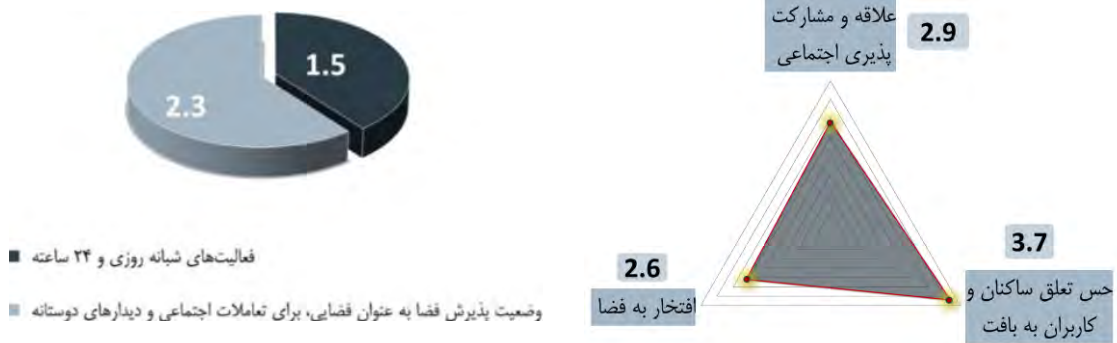 علاقه و مشارکت
پذیری اجتماعی
2.9
1.5
2.3
3.7
حس تعلق ساکنان و
کاربران به بافت
2.6
افتخار به فضا
فعالیت‌های شبانه روزی و ۲۴ ساعته
وضعیت پذیرش فضا به عنوان فضایی، برای تعاملات اجتماعی و دیدارهای دوستانه